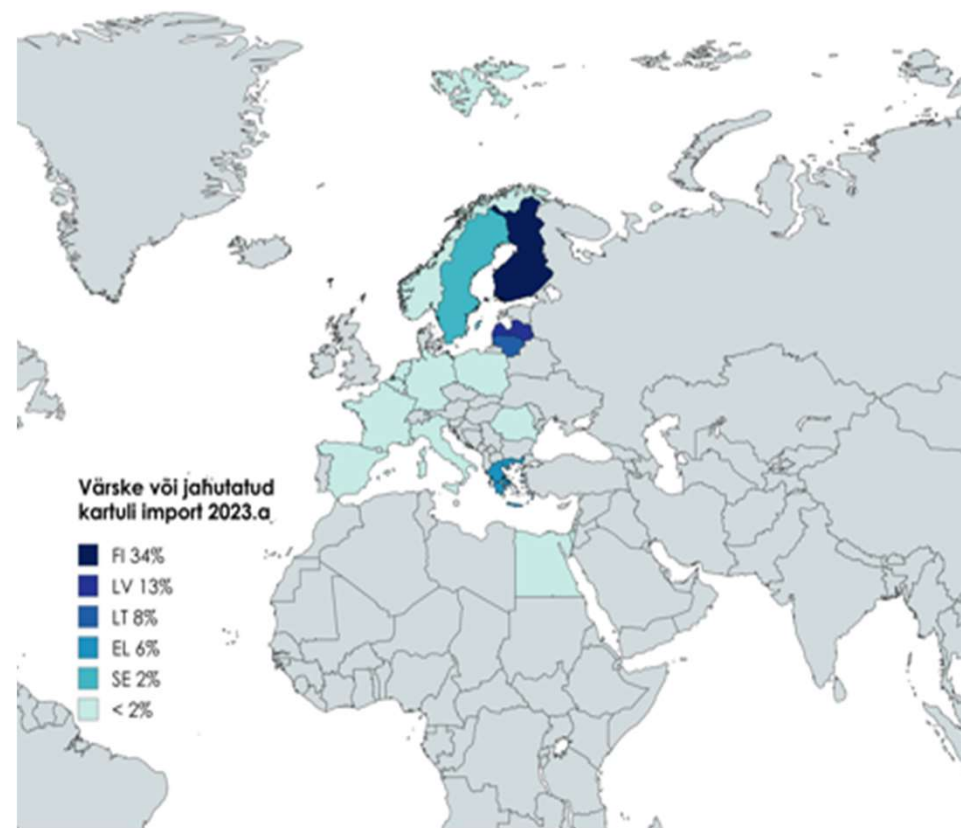 Värske või jahutatud
kartuli import 2023.a
FI 34%
LV 13%
LT 8%
EL 6%
SE 2%
< 2%